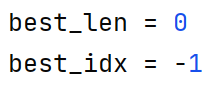 best_len = 0
best_idx = -1